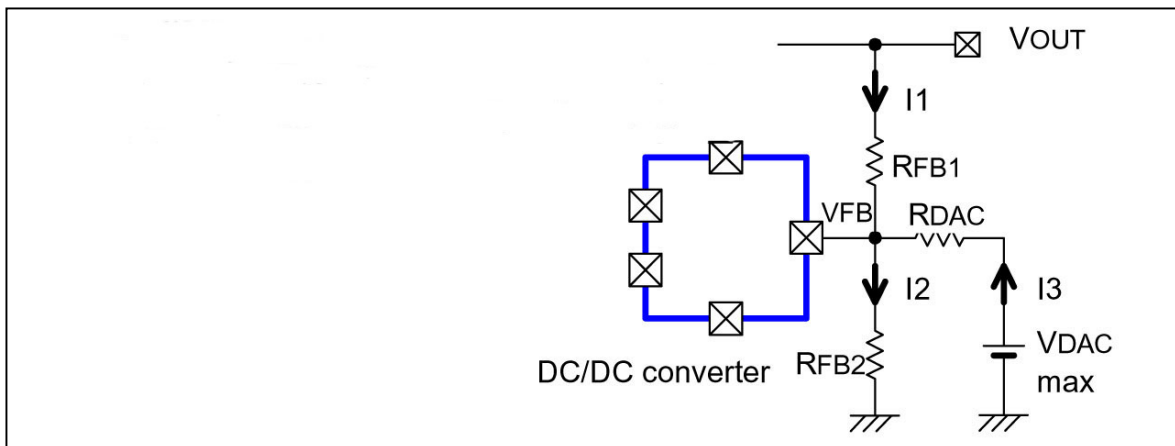 VOUT
I1
RFB1
VFB
RDAC
I2
I3
RFB2
VDAC
max
DC/DC converter